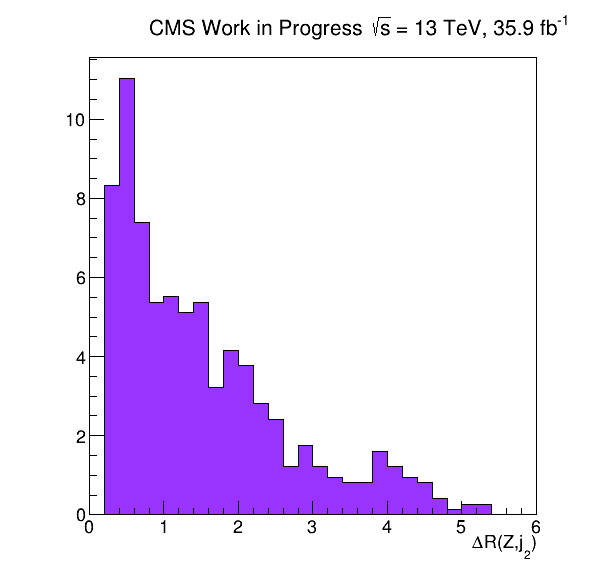 CMS Work in Progress √s = 13 TeV, 35.9 fb⁻¹
10
8
6
4
2
0
0 1 2 3 4 5 6
ΔR(Z,j₂)